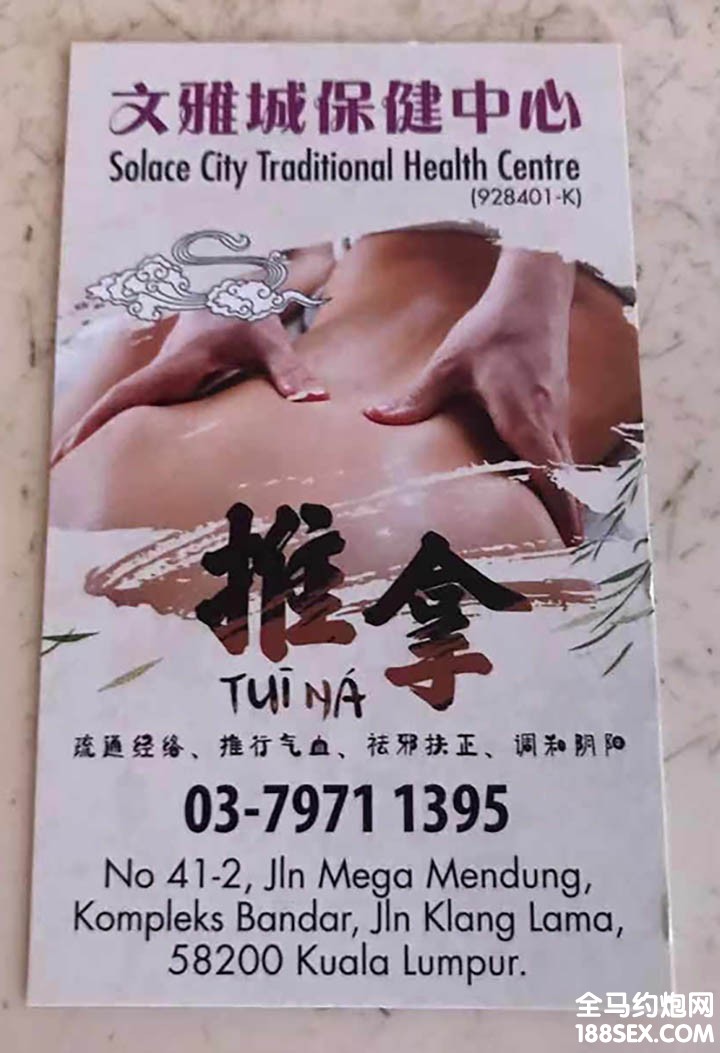 文雅城保健中心
Solace City Traditional Health Centre
(928401-K)
推拿
TUĪ NÁ
疏通经络、推行气血、祛邪扶正、调和阴阳
03-7971 1395
No 41-2, Jln Mega Mendung,
Kompleks Bandar, Jln Klang Lama,
58200 Kuala Lumpur.
全马约炮网
188SEX.COM